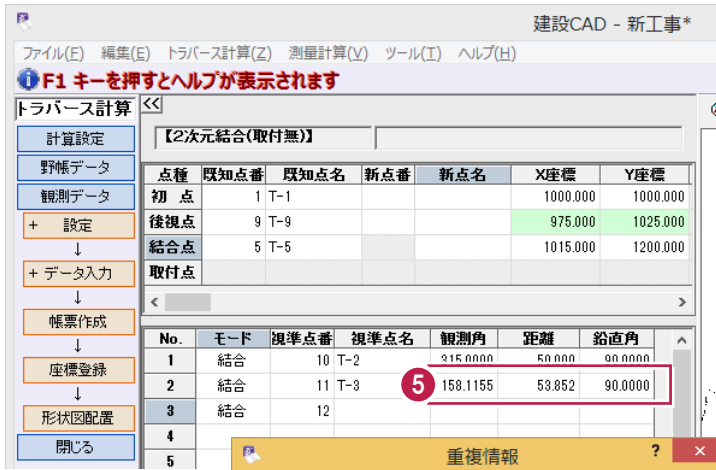 建設CAD - 新工事*
ファイル(F) 編集(E) トラバース計算(Z) 測量計算(V) ツール(T) ヘルプ(H)
F1 キーを押すとヘルプが表示されます
トラバース計算 <<
計算設定
野帳データ
観測データ
+ 設定
↓
+ データ入力
↓
帳票作成
↓
座標登録
↓
形状図配置
閉じる
【2次元結合(取付無)】
点種 既知点番 既知点名 新点番 新点名 X座標 Y座標
初 点 1 T-1 1000.000 1000.000
後視点 9 T-9 975.000 1025.000
結合点 5 T-5 1015.000 1200.000
取付点
No. モード 視準点番 視準点名 観測角 距離 鉛直角
1 結合 10 T-2 315.0000 50.000 90.0000
2 結合 11 T-3 5 158.1155 53.852 90.0000
3 結合 12
4
5
重複情報 ? ×